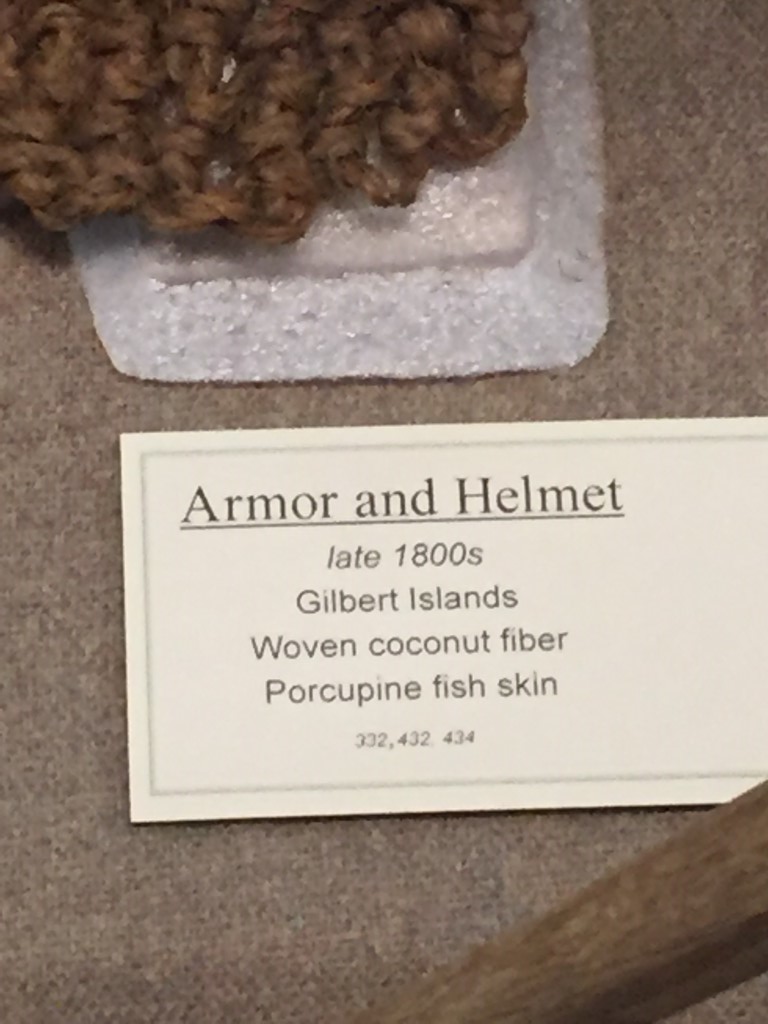 Armor and Helmet
late 1800s
Gilbert Islands
Woven coconut fiber
Porcupine fish skin
332,432 434